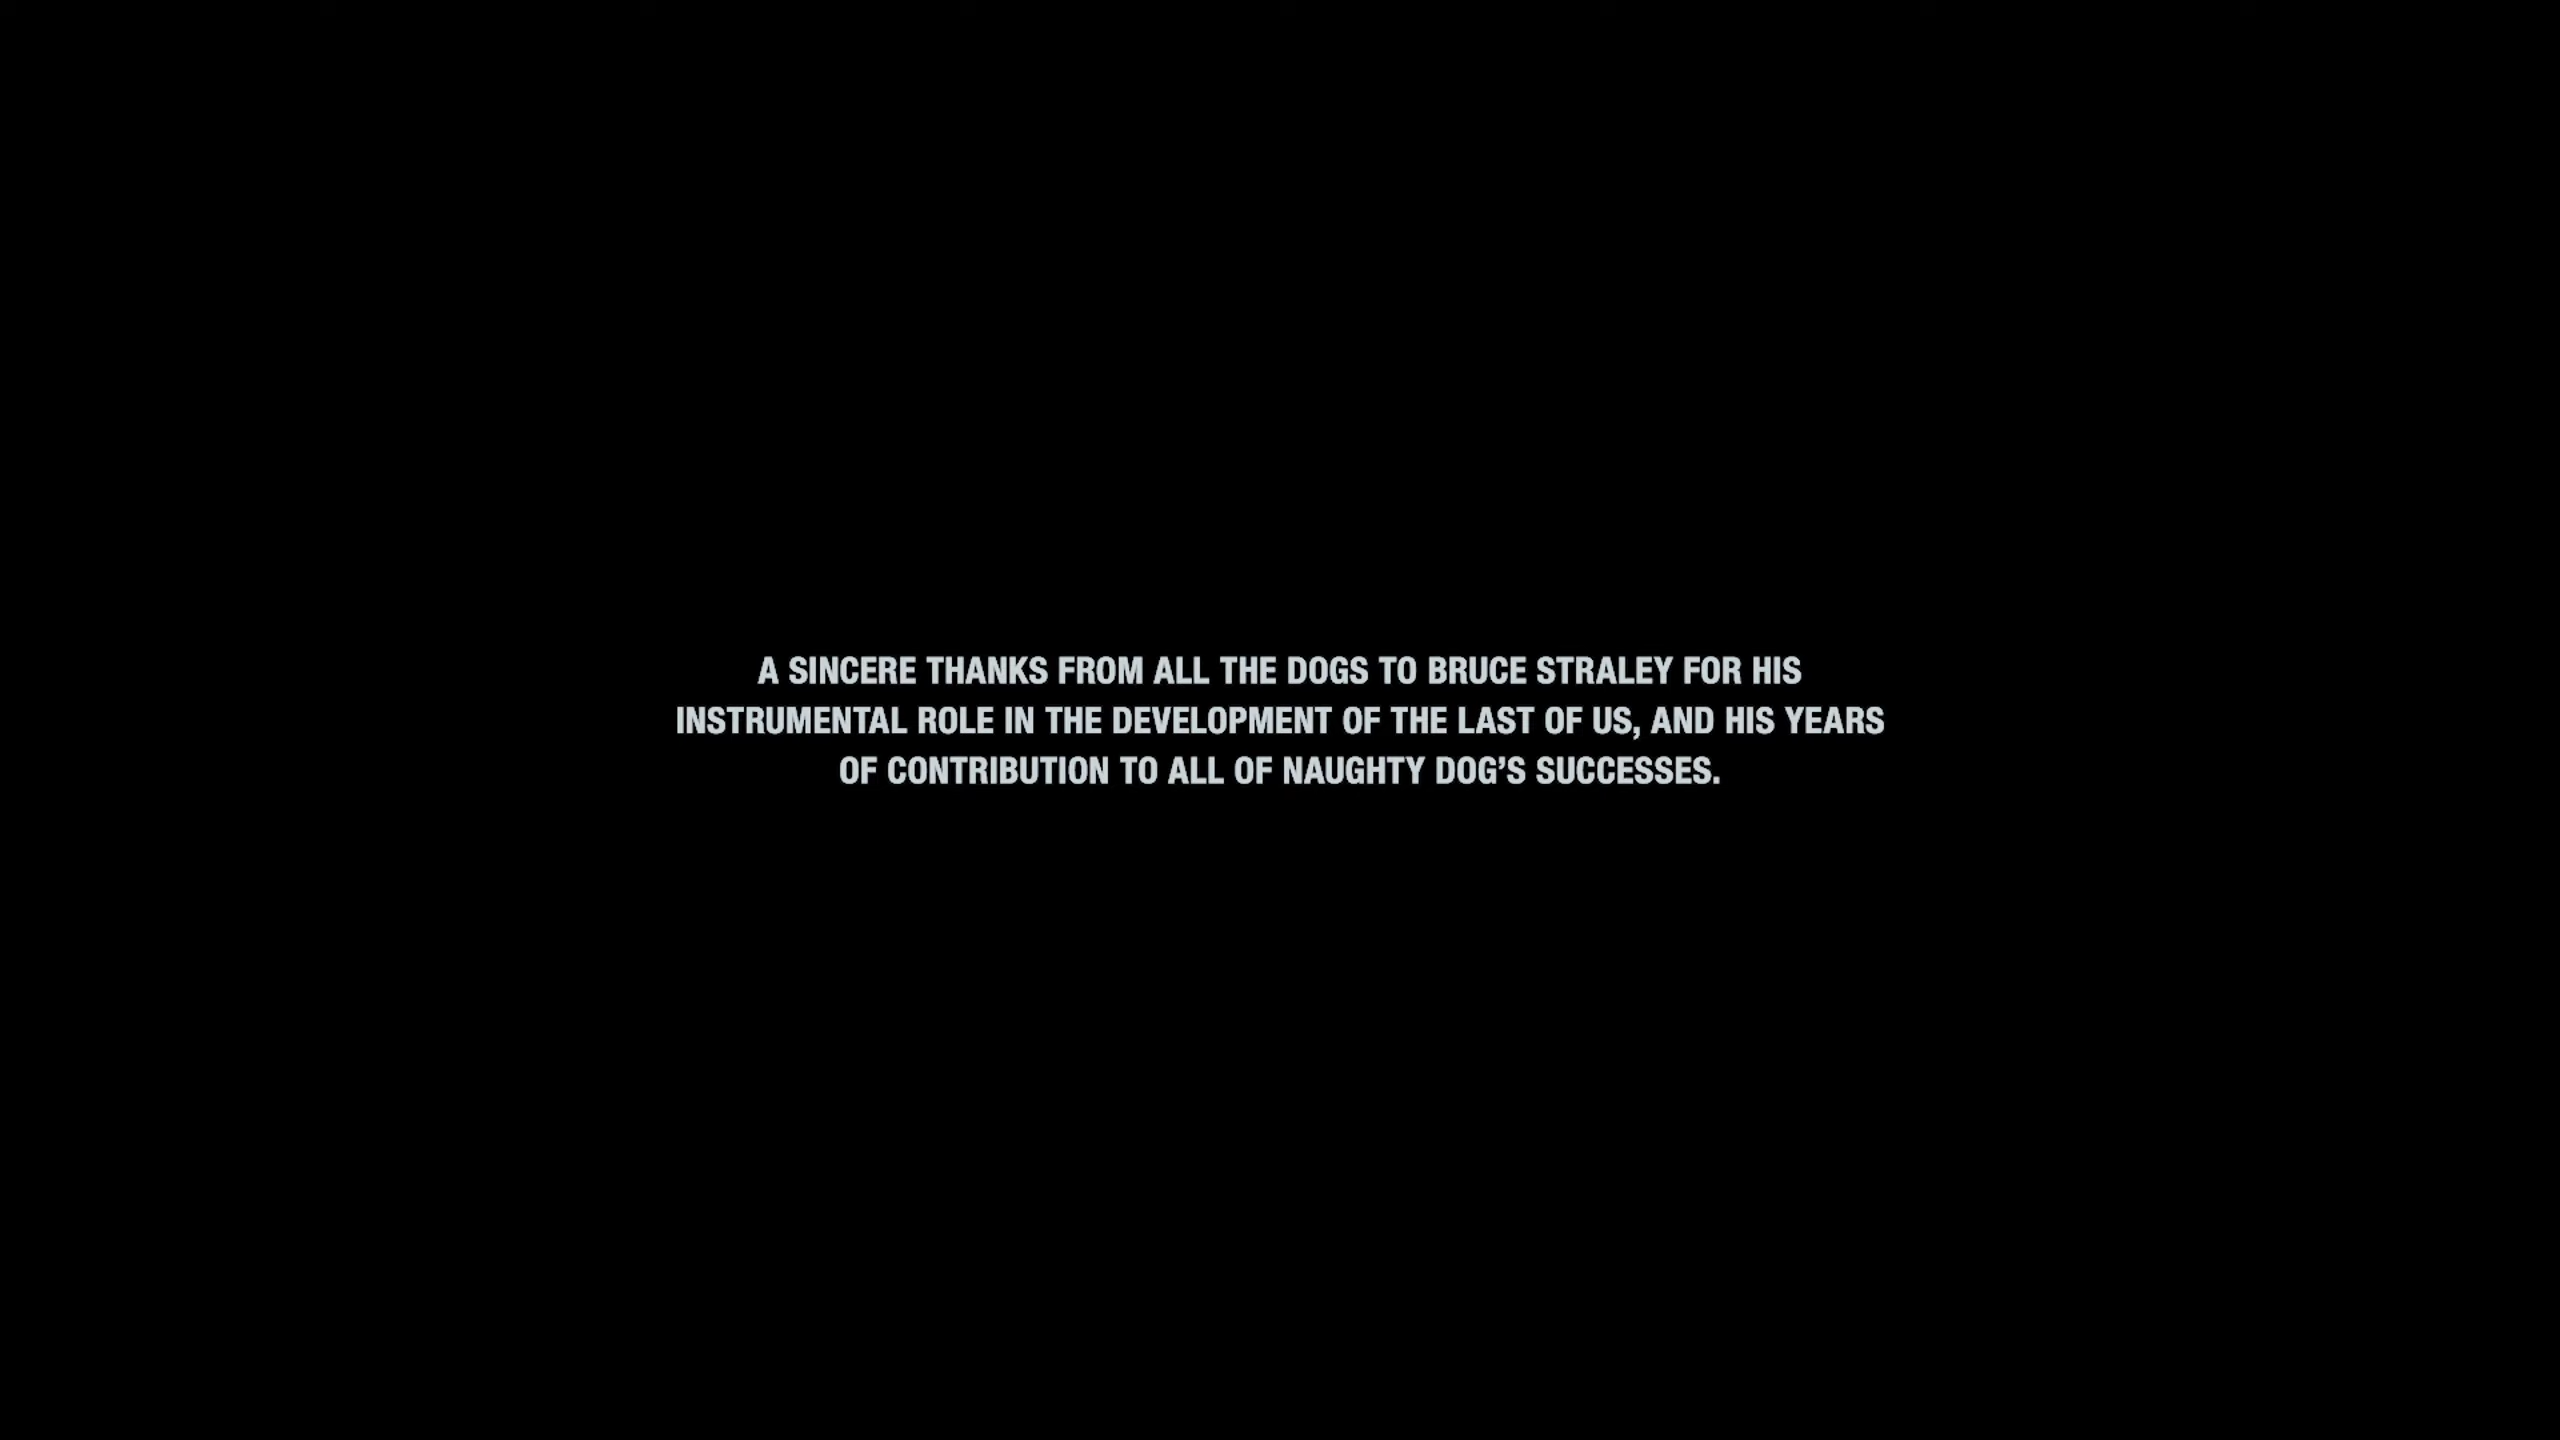 A SINCERE THANKS FROM ALL THE DOGS TO BRUCE STRALEY FOR HIS
INSTRUMENTAL ROLE IN THE DEVELOPMENT OF THE LAST OF US, AND HIS YEARS
OF CONTRIBUTION TO ALL OF NAUGHTY DOG’S SUCCESSES.